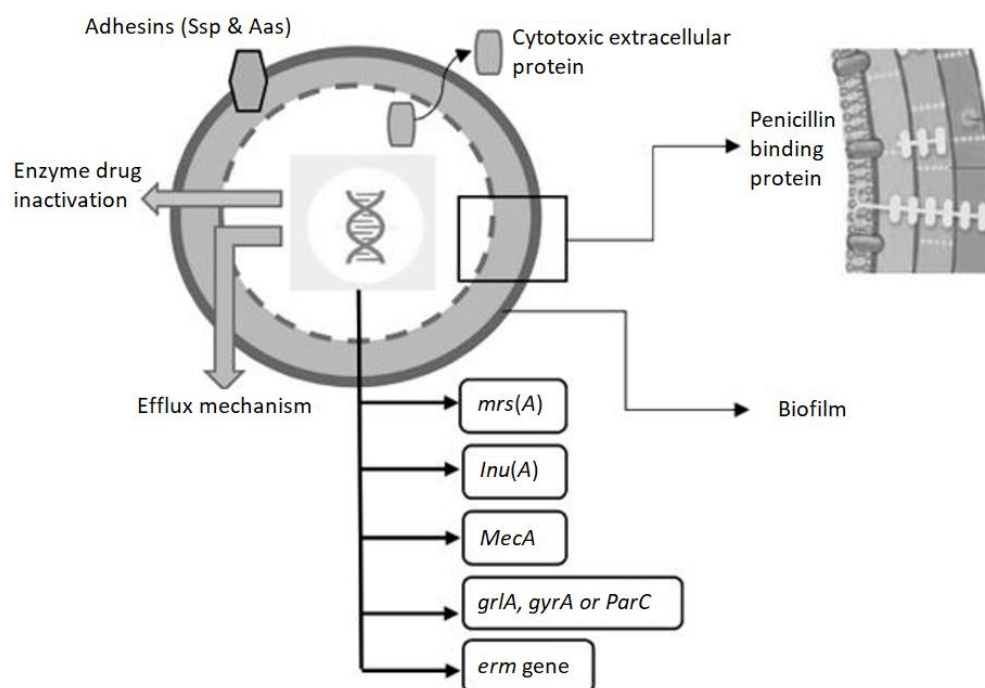 Adhesins (Ssp & Aas)
Cytotoxic extracellular
protein
Penicillin
binding
protein
Enzyme drug
inactivation
Efflux mechanism
Biofilm
mrs(A)
Inu(A)
MecA
grlA, gyrA or ParC
erm gene